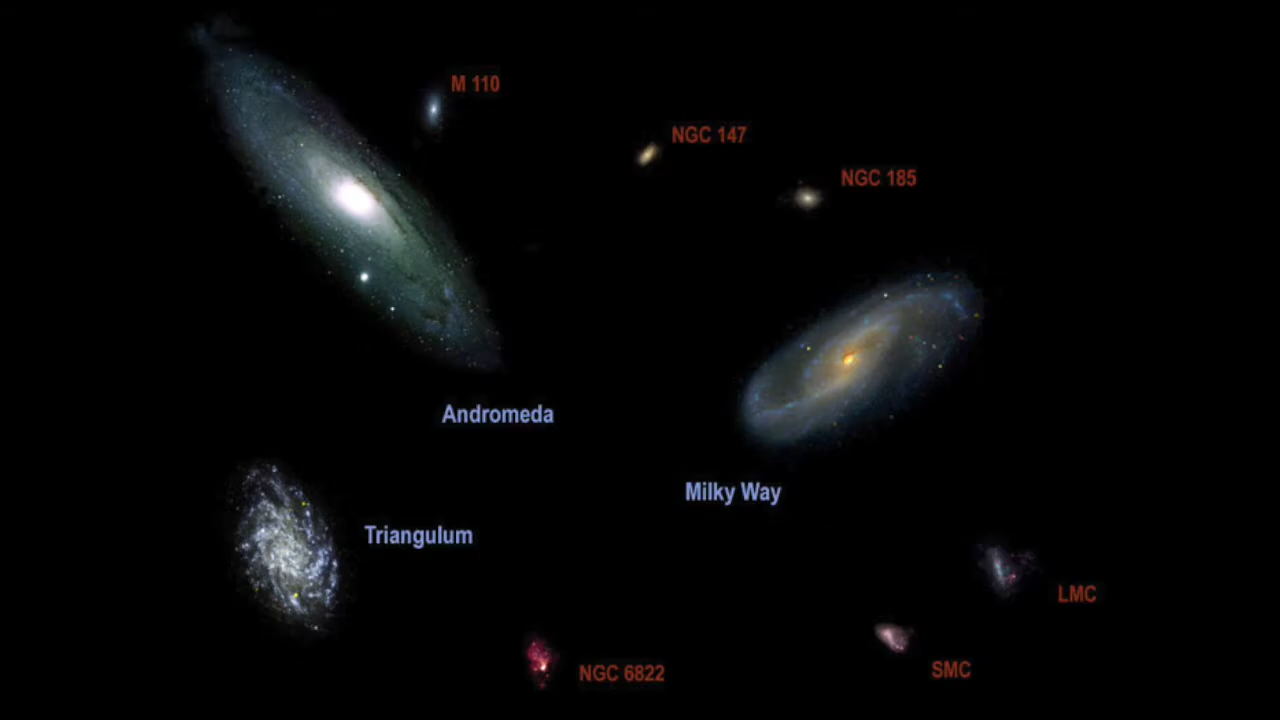 M 110
NGC 147
NGC 185
Andromeda
Milky Way
Triangulum
LMC
SMC
NGC 6822